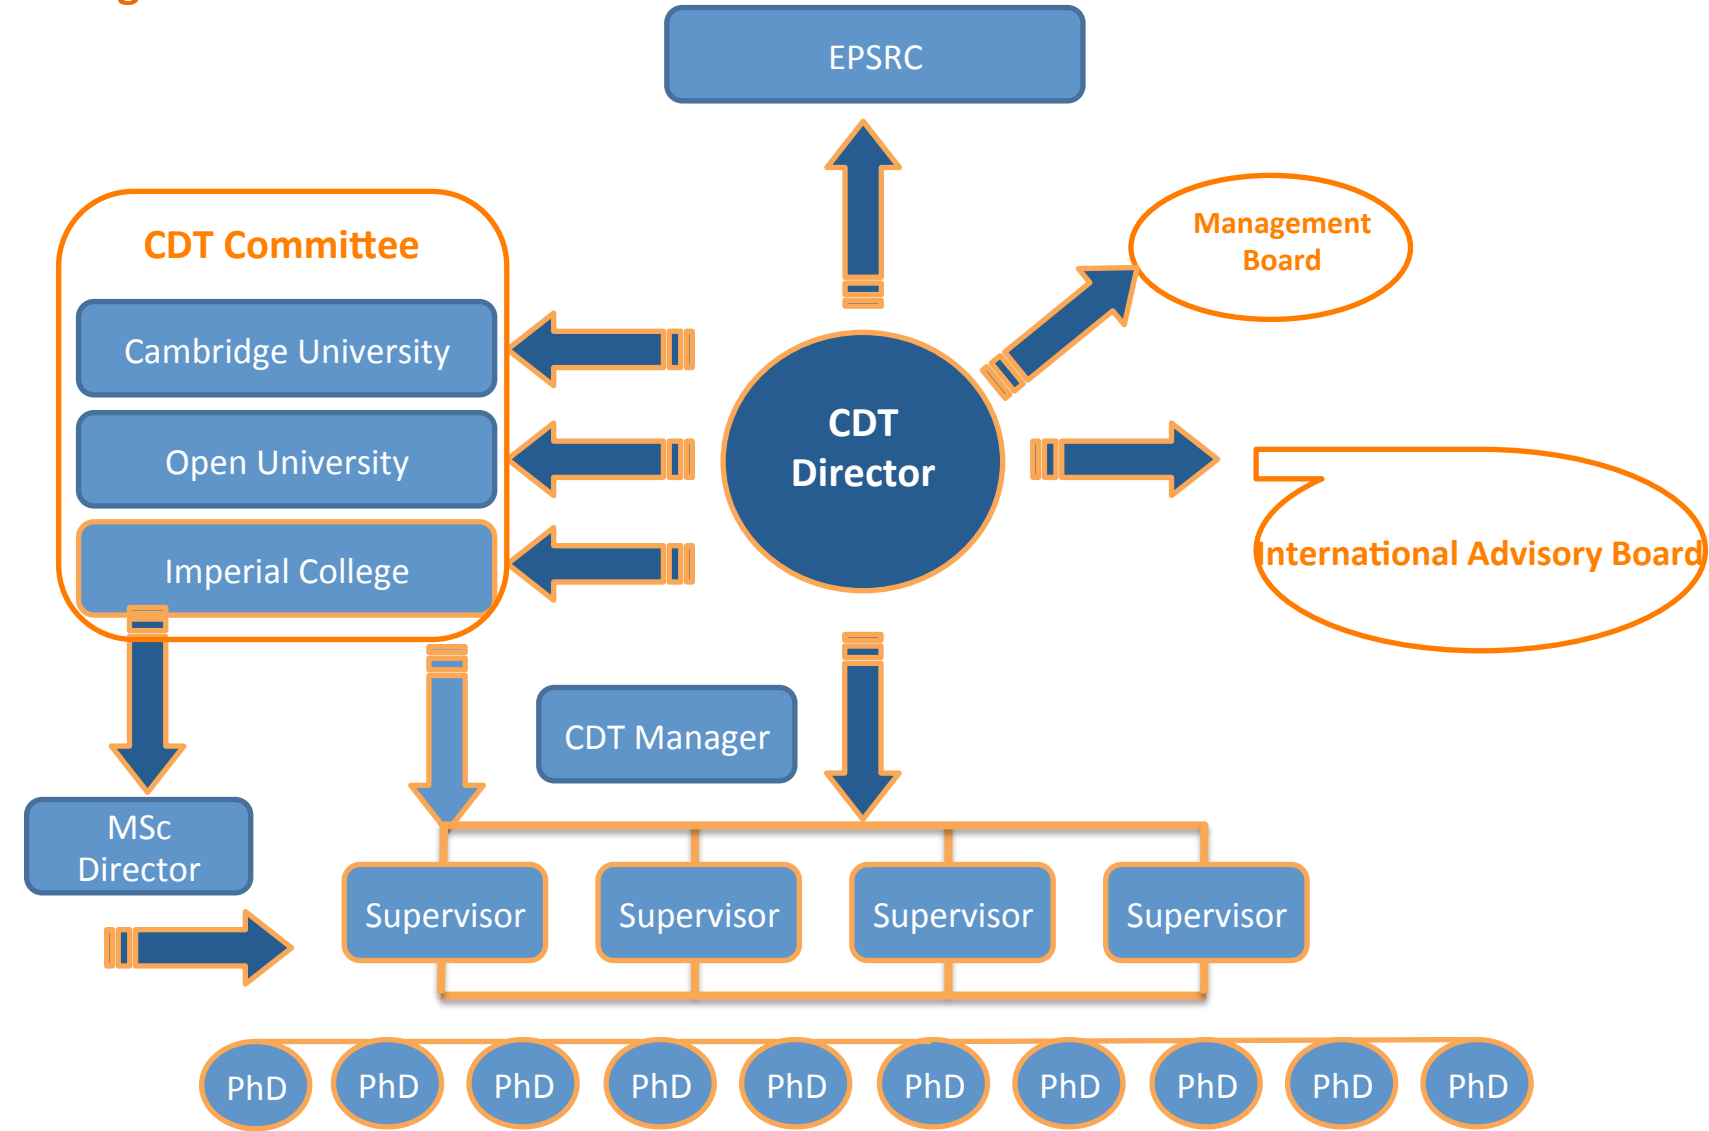 EPSRC
Management
Board
CDT Committee
Cambridge University
Open University
Imperial College
CDT
Director
International Advisory Board
CDT Manager
MSc
Director
Supervisor
Supervisor
Supervisor
Supervisor
PhD
PhD
PhD
PhD
PhD
PhD
PhD
PhD
PhD
PhD